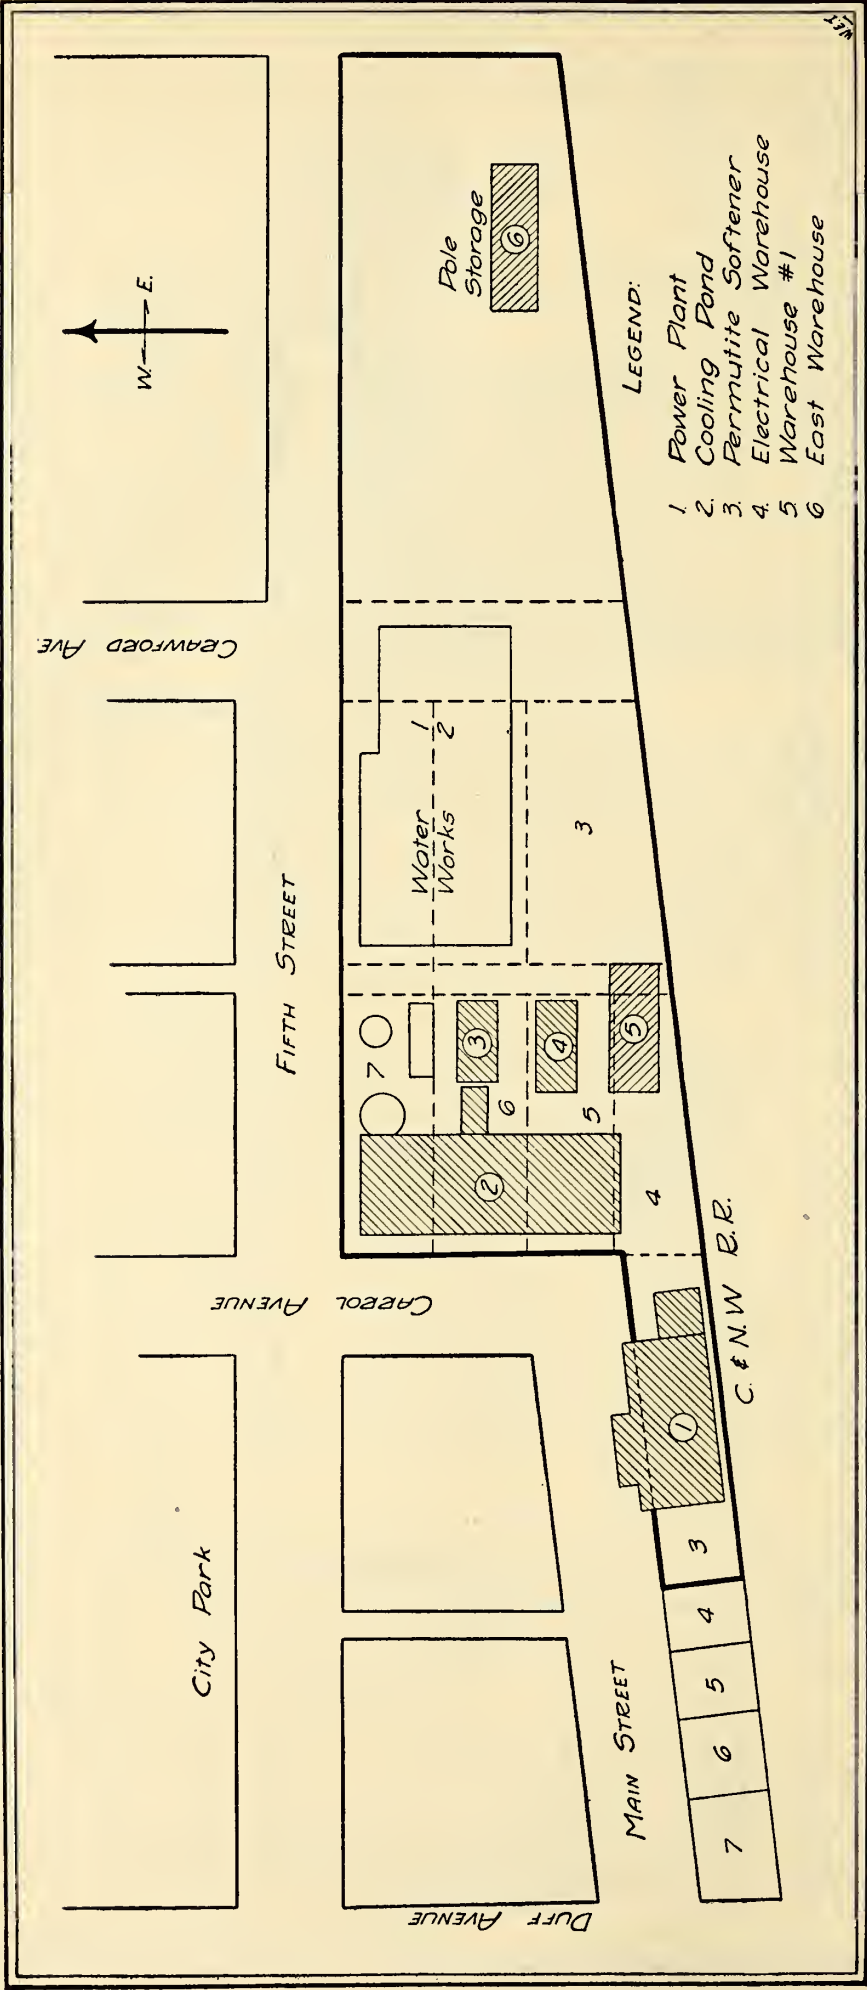 WET
W. E.
CRAWFORD AVE.
FIFTH STREET
CARROL AVENUE
City Park
DUFF AVENUE
MAIN STREET
C. & N.W R.R.
Pole
Storage
6
Water
Works
1
2
3
7
3
6
4
5
5
2
4
1
3
4
5
6
7
LEGEND:
1. Power Plant
2. Cooling Pond
3. Permutite Softener
4. Electrical Warehouse
5. Warehouse #1
6 East Warehouse